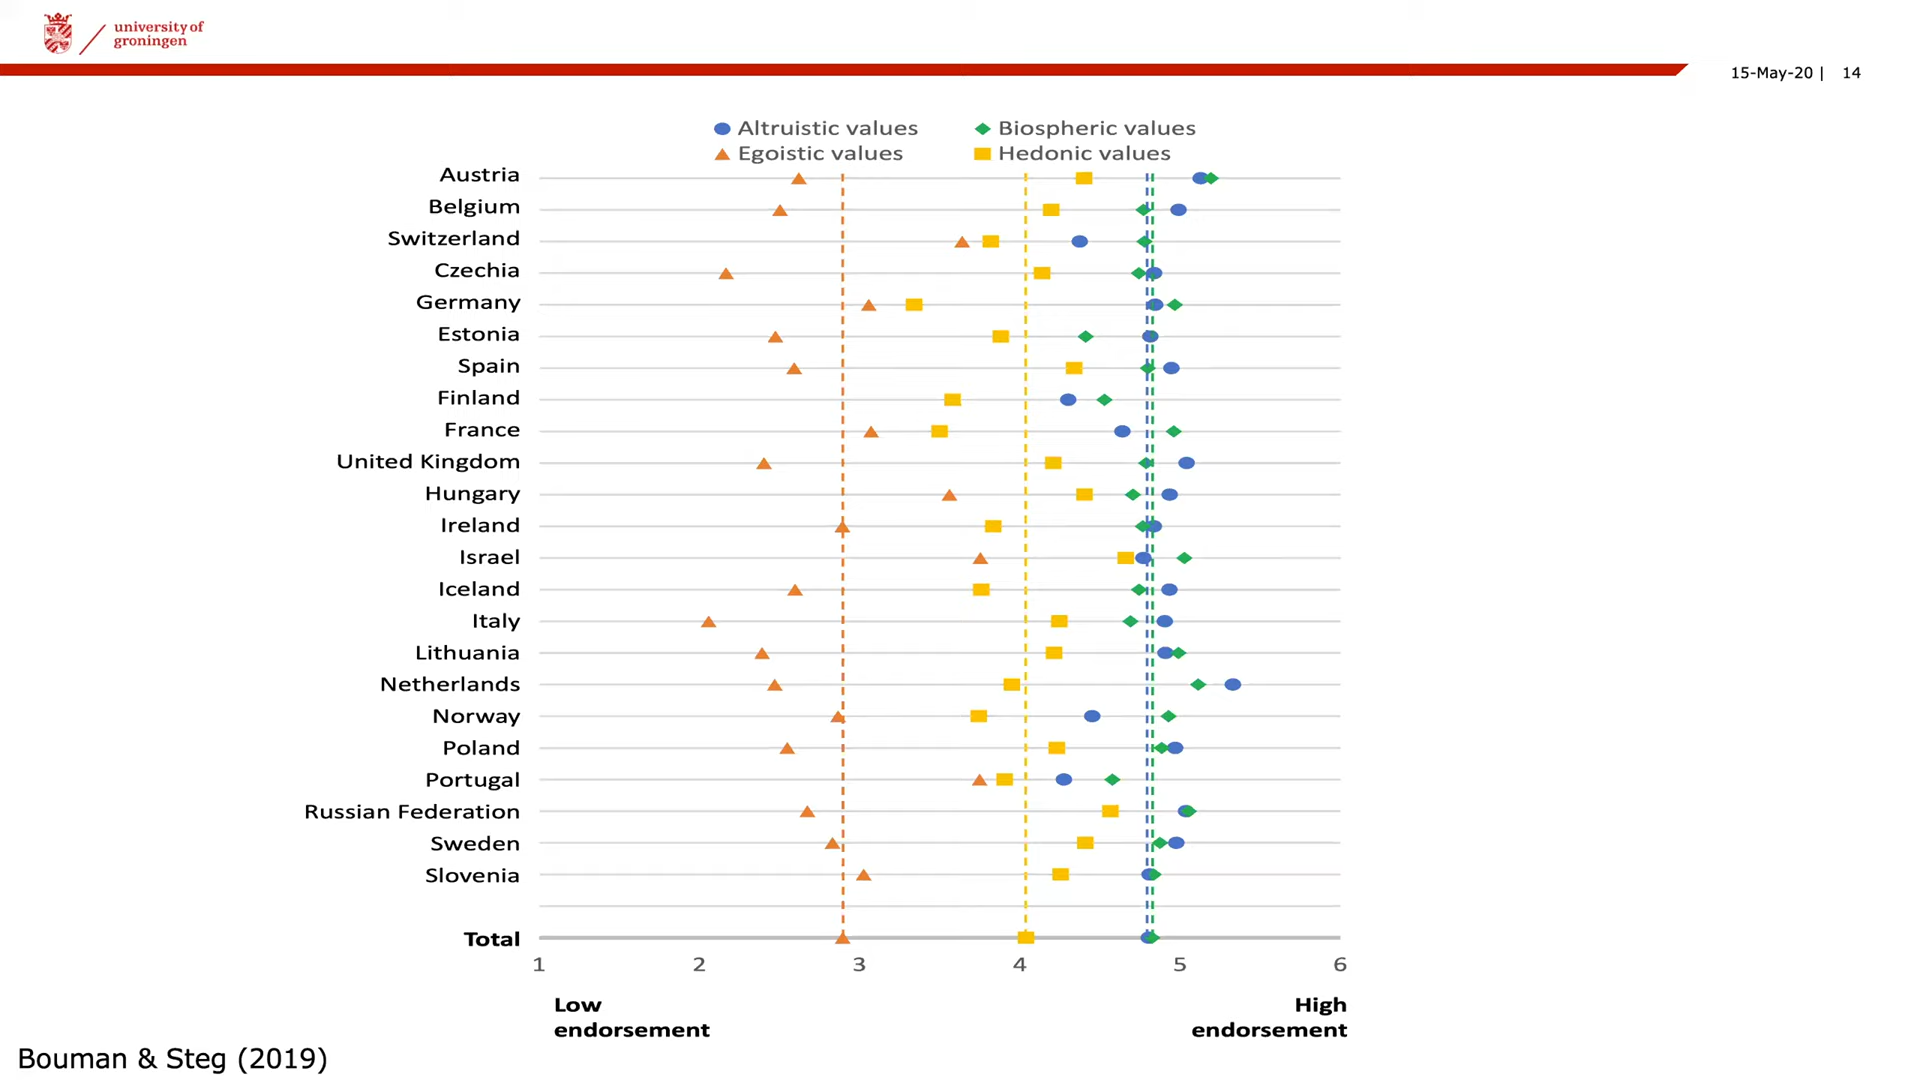 university of
groningen
15-May-20 | 14
Altruistic values
Biospheric values
Egoistic values
Hedonic values
Austria
Belgium
Switzerland
Czechia
Germany
Estonia
Spain
Finland
France
United Kingdom
Hungary
Ireland
Israel
Iceland
Italy
Lithuania
Netherlands
Norway
Poland
Portugal
Russian Federation
Sweden
Slovenia
Total
1 2 3 4 5 6
Low
endorsement
High
endorsement
Bouman & Steg (2019)